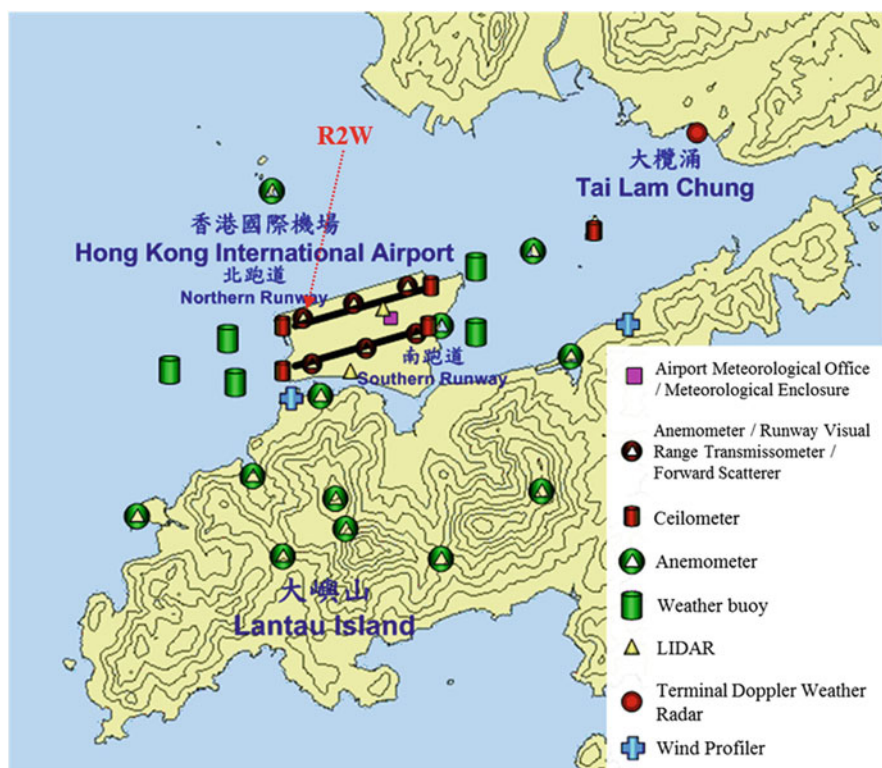 R2W
大欖涌
Tai Lam Chung
香港國際機場
Hong Kong International Airport
北跑道
Northern Runway
南跑道
Southern Runway
大嶼山
Lantau Island
Airport Meteorological Office
/ Meteorological Enclosure
Anemometer / Runway Visual
Range Transmissometer /
Forward Scatterer
Ceilometer
Anemometer
Weather buoy
LIDAR
Terminal Doppler Weather
Radar
Wind Profiler